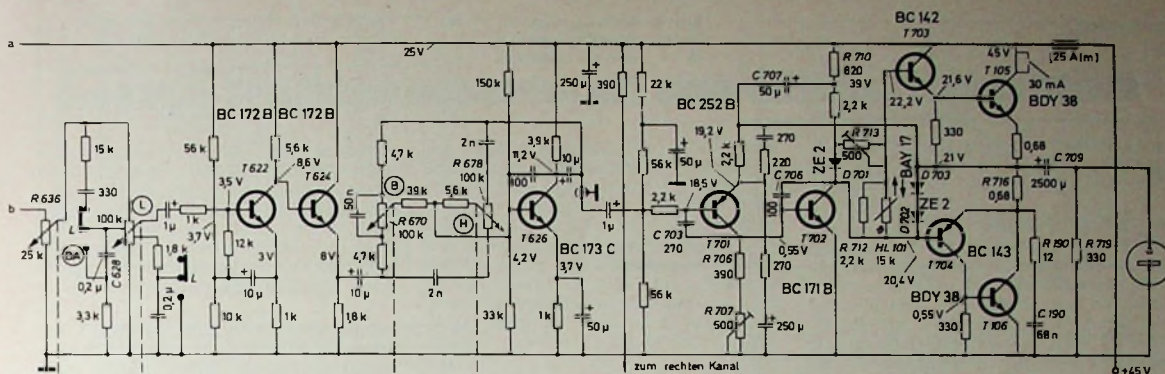 BC 142
T 703
a
25 V
45 V
1,25 A(m)
T 105
30 mA
BDY 38
150 k
250 µ
390
22 k
C 707
50 µ
R 710
820
39 V
2,2 k
22,2 V
21,6 V
BC 172 B
BC 172 B
BC 252 B
15 k
56 k
5,6 k
8,6 V
4,7 k
2 n
R 678
100 k
3,9 k
11,2 V
10 µ
100
56 k
50 µ
19,2 V
2,2 k
270
220
ZE 2
R 713
500
BAY 17
330
0,68
21 V
C 709
2500 µ
330
T 622
T 624
3,5 V
50 n
B
39 k
5,6 k
R 670
100 k
H
T 626
BC 173 C
1 µ
2,2 k
18,5 V
C 706
100
D 701
D 703
ZE 2
D 702
R 716
0,68
b
R 636
25 k
L
DA
100 k
L
C 628
0,2 µ
1 µ
1 k
3,7 V
1,8 k
12 k
3 V
8 V
4,7 k
4,2 V
3,7 V
C 703
270
T 701
R 706
390
0,55 V
270
T 702
BC 171 B
R 712
2,2 k
HL 101
15 k
20,4 V
T 704
BC 143
R 190
12
R 719
330
3,3 k
0,2 µ
L
10 k
10 µ
1 k
1,8 k
10 µ
2 n
33 k
1 k
50 µ
56 k
R 707
500
250 µ
BDY 38
0,55 V
330
T 106
C 190
68 n
zum rechten Kanal
+45 V